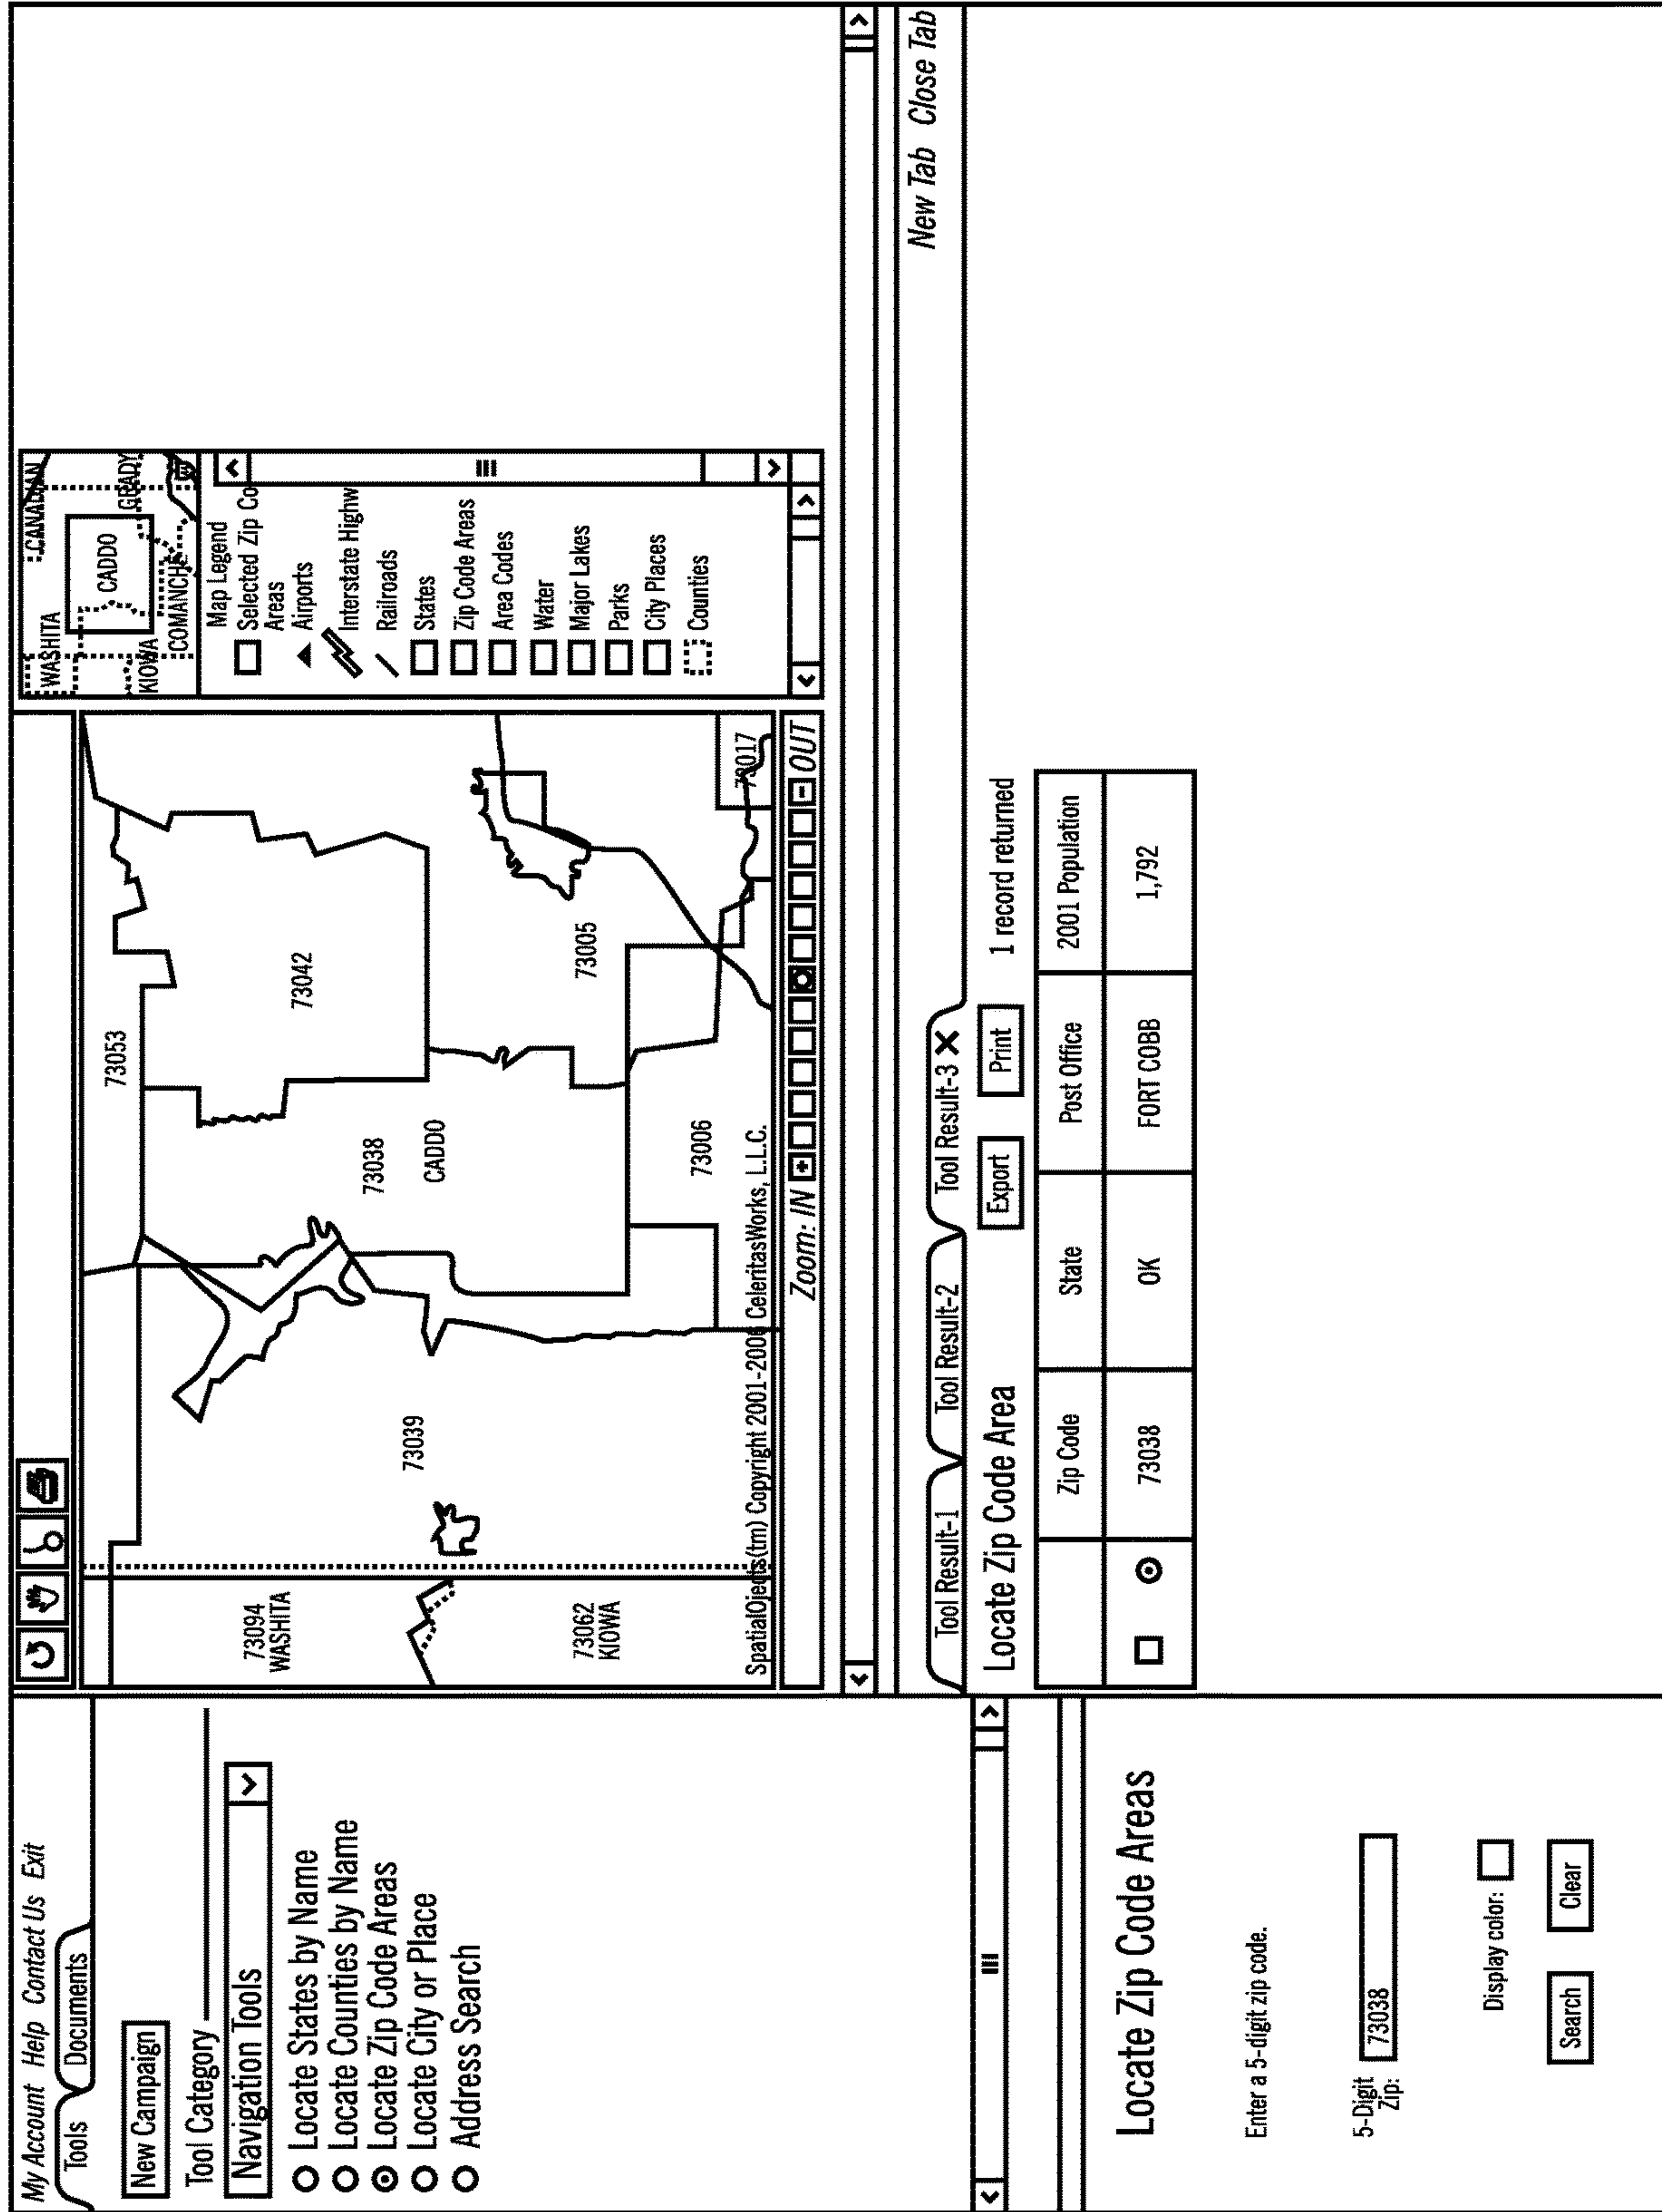 My Account Help Contact Us Exit
Tools Documents
New Campaign
Tool Category
Navigation Tools
Locate States by Name
Locate Counties by Name
Locate Zip Code Areas
Locate City or Place
Address Search
Locate Zip Code Areas
Enter a 5-digit zip code.
5-Digit
Zip:
73038
Display color:
Search Clear
73053
73094
WASHITA
73042
73038
CADDO
73039
73062
KIOWA
73005
73006
73017
SpatialOjects(tm) Copyright 2001-2006 CeleritasWorks, L.L.C.
Zoom: IN OUT
CANADIAN
WASHITA
CADDO
GRADY
KIOWA
COMANCHE
Map Legend
Selected Zip Co
Areas
Airports
Interstate Highw
Railroads
States
Zip Code Areas
Area Codes
Water
Major Lakes
Parks
City Places
Counties
New Tab Close Tab
Tool Result-1 Tool Result-2 Tool Result-3 X
Locate Zip Code Area Export Print 1 record returned
Zip Code State Post Office 2001 Population
73038 OK FORT COBB 1,792